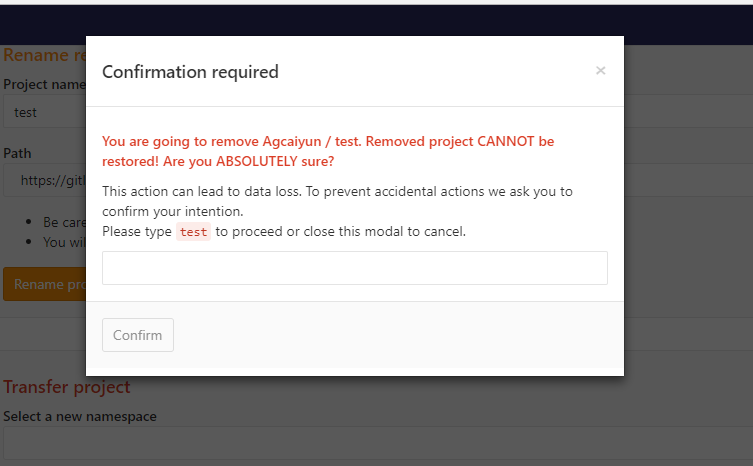 Rename re
Project name
test
Path
https://gitl
Be care
You wil
Rename pro
Confirmation required
×
You are going to remove Agcaiyun / test. Removed project CANNOT be
restored! Are you ABSOLUTELY sure?
This action can lead to data loss. To prevent accidental actions we ask you to
confirm your intention.
Please type test to proceed or close this modal to cancel.
Confirm
Transfer project
Select a new namespace